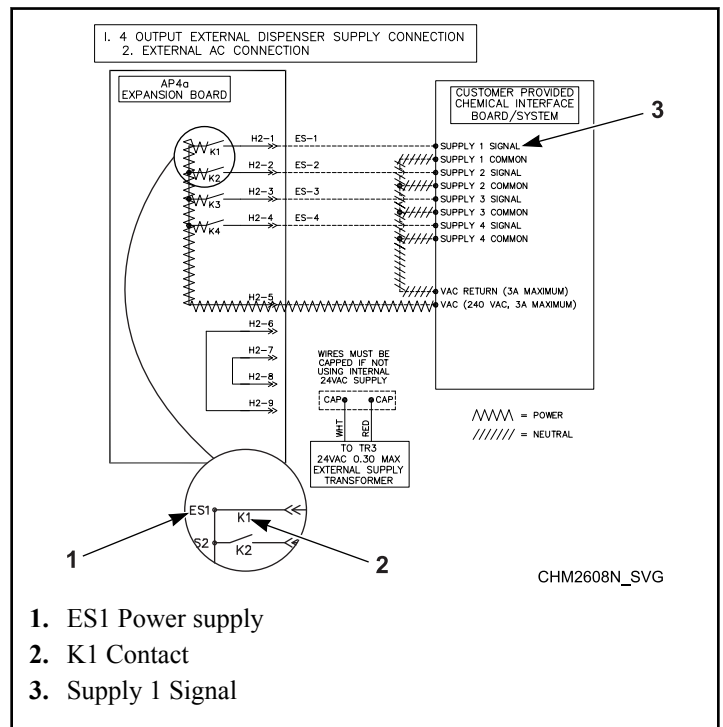 1. 4 OUTPUT EXTERNAL DISPENSER SUPPLY CONNECTION
2. EXTERNAL AC CONNECTION
AP4a
EXPANSION BOARD
CUSTOMER PROVIDED
CHEMICAL INTERFACE
BOARD/SYSTEM
3
K1
H2-1
ES-1
SUPPLY 1 SIGNAL
SUPPLY 1 COMMON
K2
H2-2
ES-2
SUPPLY 2 SIGNAL
SUPPLY 2 COMMON
K3
H2-3
ES-3
SUPPLY 3 SIGNAL
SUPPLY 3 COMMON
K4
H2-4
ES-4
SUPPLY 4 SIGNAL
SUPPLY 4 COMMON
VAC RETURN (3A MAXIMUM)
H2-5
VAC (240 VAC, 3A MAXIMUM)
H2-6
H2-7
H2-8
H2-9
WIRES MUST BE
CAPPED IF NOT
USING INTERNAL
24VAC SUPPLY
CAP
CAP
WHT
RED
TO TR3
24VAC 0.30 MAX
EXTERNAL SUPPLY
TRANSFORMER
= POWER
= NEUTRAL
ES1
K1
S2
K2
1
2
CHM2608N_SVG
1. ES1 Power supply
2. K1 Contact
3. Supply 1 Signal